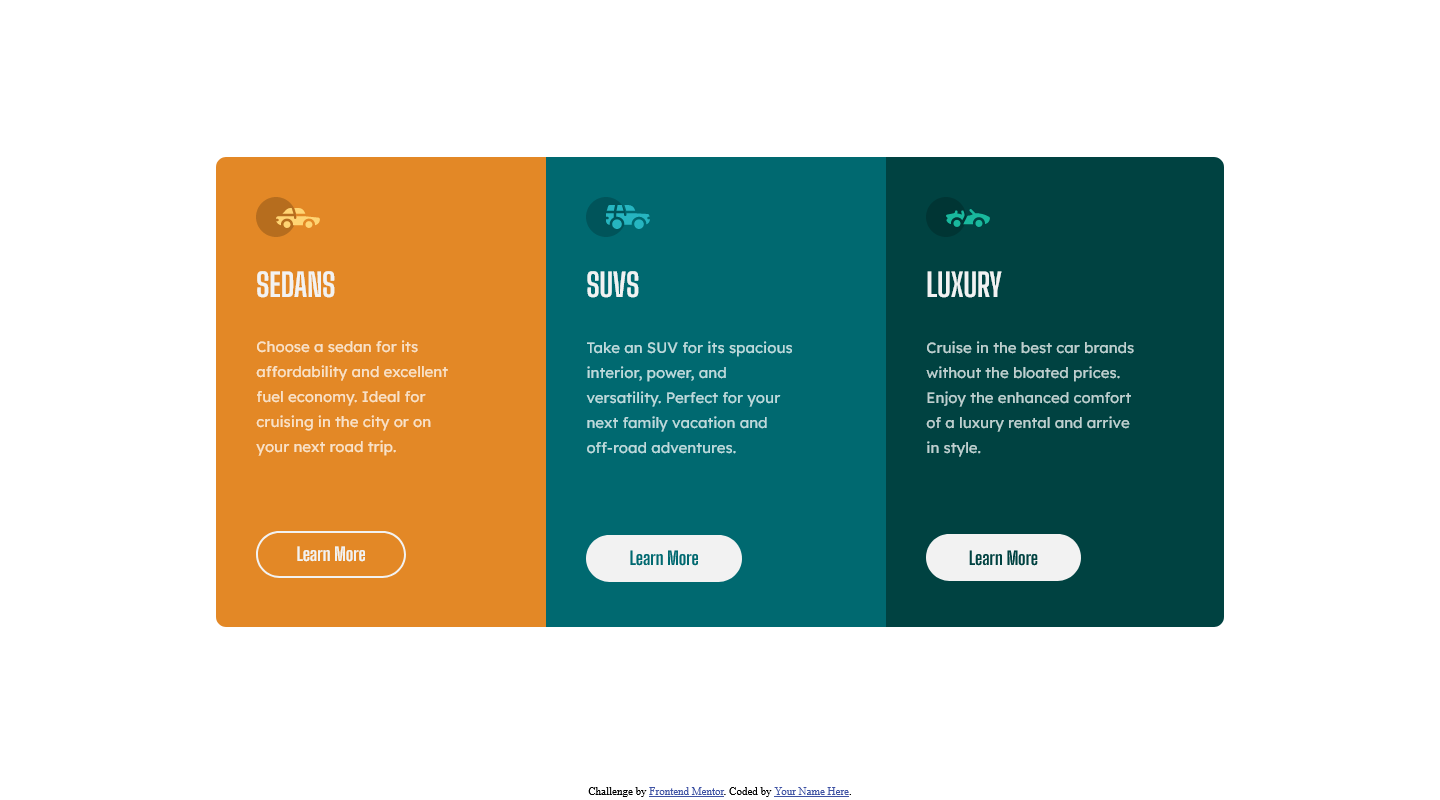 SEDANS
Choose a sedan for its
affordability and excellent
fuel economy. Ideal for
cruising in the city or on
your next road trip.
Learn More
SUVS
Take an SUV for its spacious
interior, power, and
versatility. Perfect for your
next family vacation and
off-road adventures.
Learn More
LUXURY
Cruise in the best car brands
without the bloated prices.
Enjoy the enhanced comfort
of a luxury rental and arrive
in style.
Learn More
Challenge by Frontend Mentor. Coded by Your Name Here.